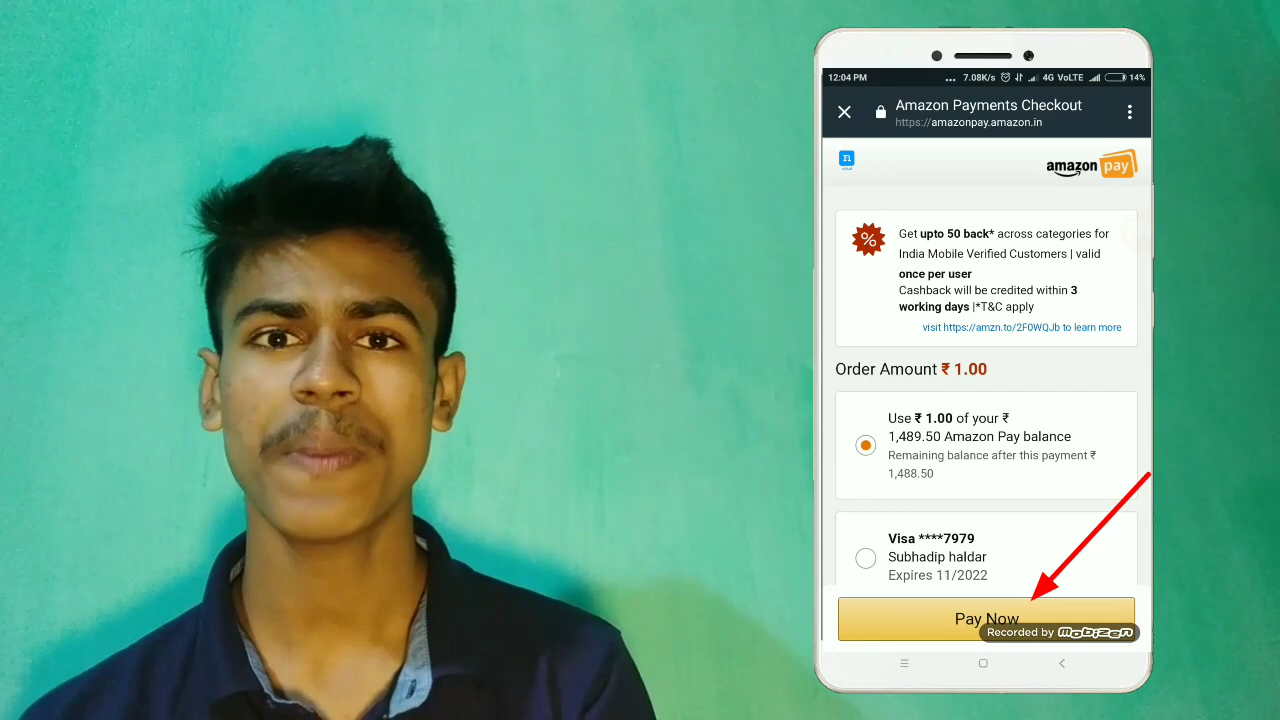 12:04 PM ... 7.08K/s 4G VoLTE 14%
Amazon Payments Checkout
https://amazonpay.amazon.in
n
amazon pay
%
Get upto 50 back* across categories for
India Mobile Verified Customers | valid
once per user
Cashback will be credited within 3
working days |*T&C apply
visit https://amzn.to/2F0WQJb to learn more
Order Amount ₹ 1.00
Use ₹ 1.00 of your ₹
1,489.50 Amazon Pay balance
Remaining balance after this payment ₹
1,488.50
Visa ****7979
Subhadip haldar
Expires 11/2022
Pay Now
Recorded by mobizen